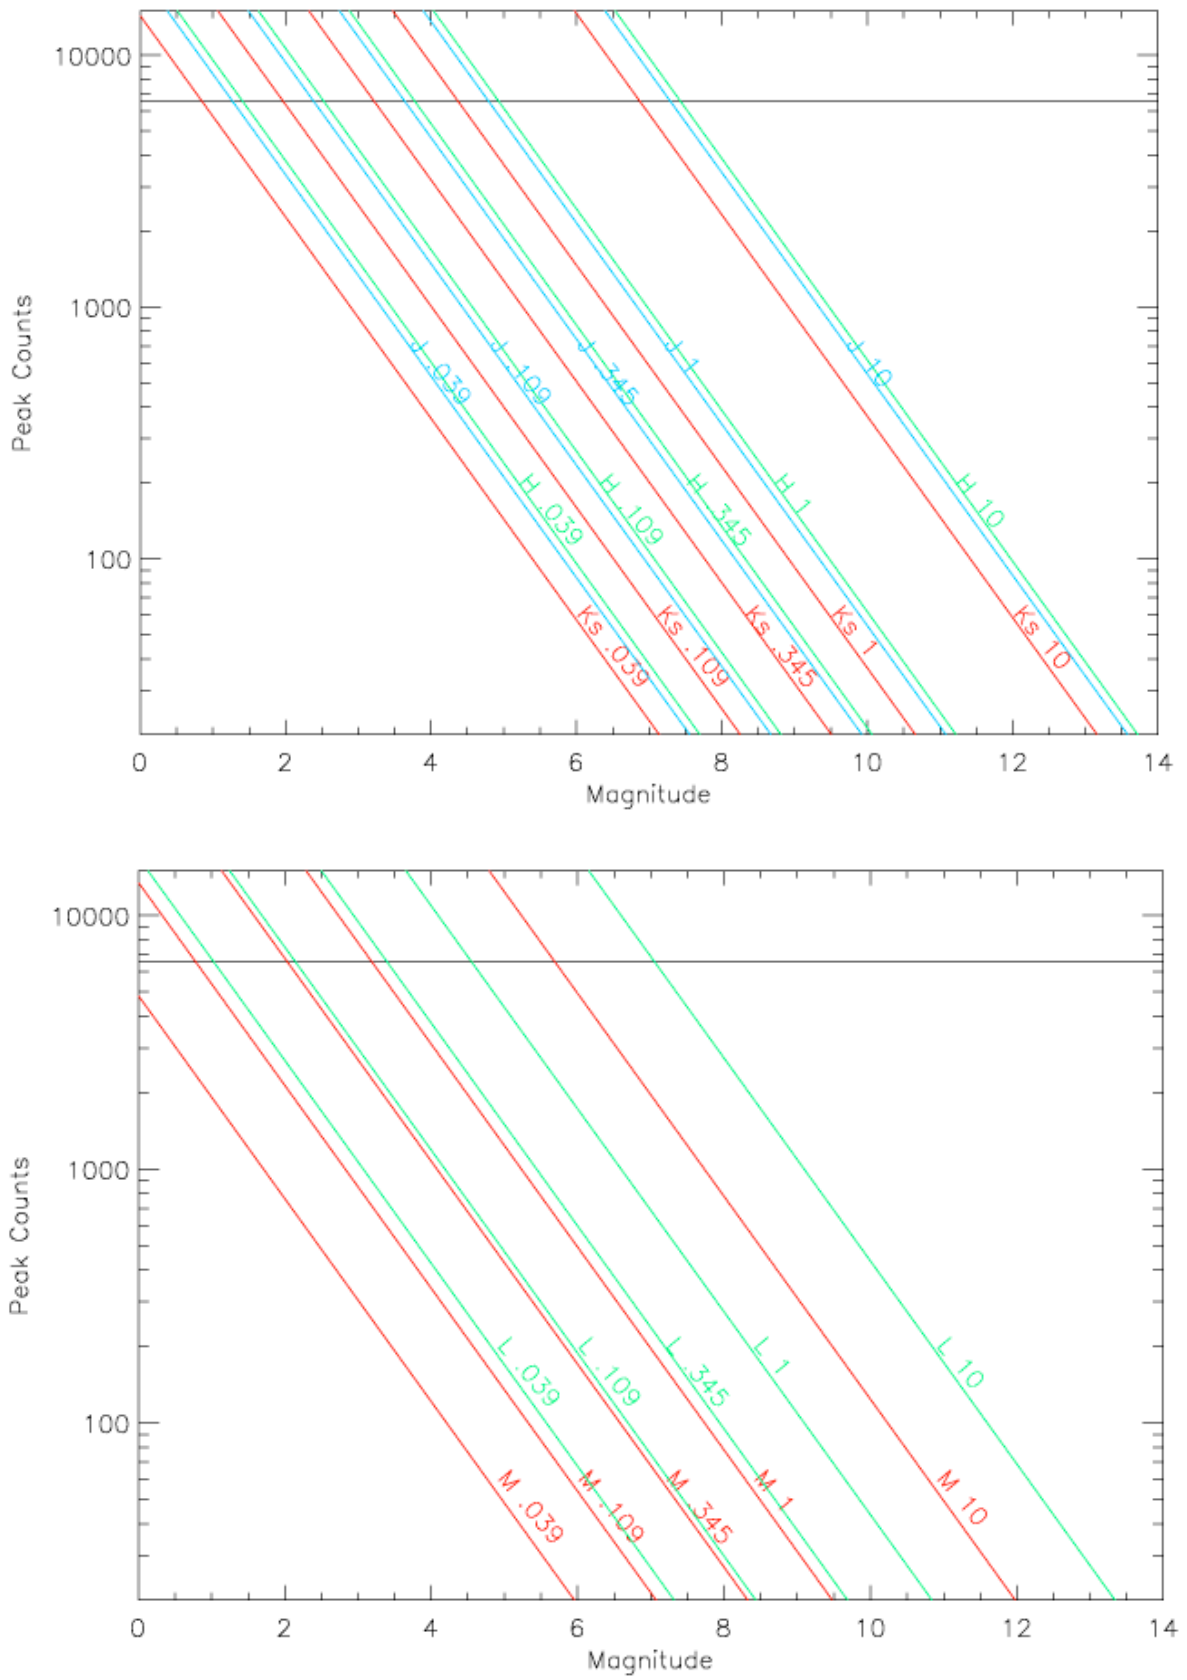 10000
1000
100
Peak Counts
J .039
J .109
J .345
J 1
J 10
H .039
H .109
H .345
H 1
H 10
Ks .039
Ks .109
Ks .345
Ks 1
Ks 10
0 2 4 6 8 10 12 14
Magnitude
10000
1000
100
Peak Counts
L .039
L .109
L .345
L 1
L 10
M .039
M .109
M .345
M 1
M 10
0 2 4 6 8 10 12 14
Magnitude